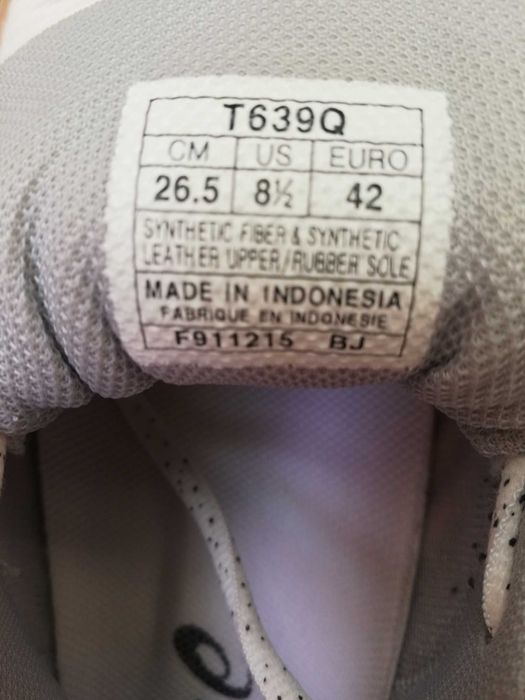 T639Q
CM US EURO
26.5 8½ 42
SYNTHETIC FIBER & SYNTHETIC
LEATHER UPPER/RUBBER SOLE
MADE IN INDONESIA
FABRIQUE EN INDONESIE
F911215 BJ